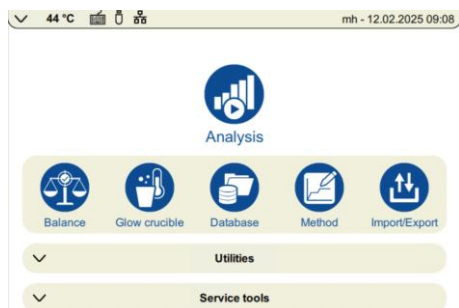 44 °C mh - 12.02.2025 09:08
Analysis
Balance Glow crucible Database Method Import/Export
Utilities
Service tools